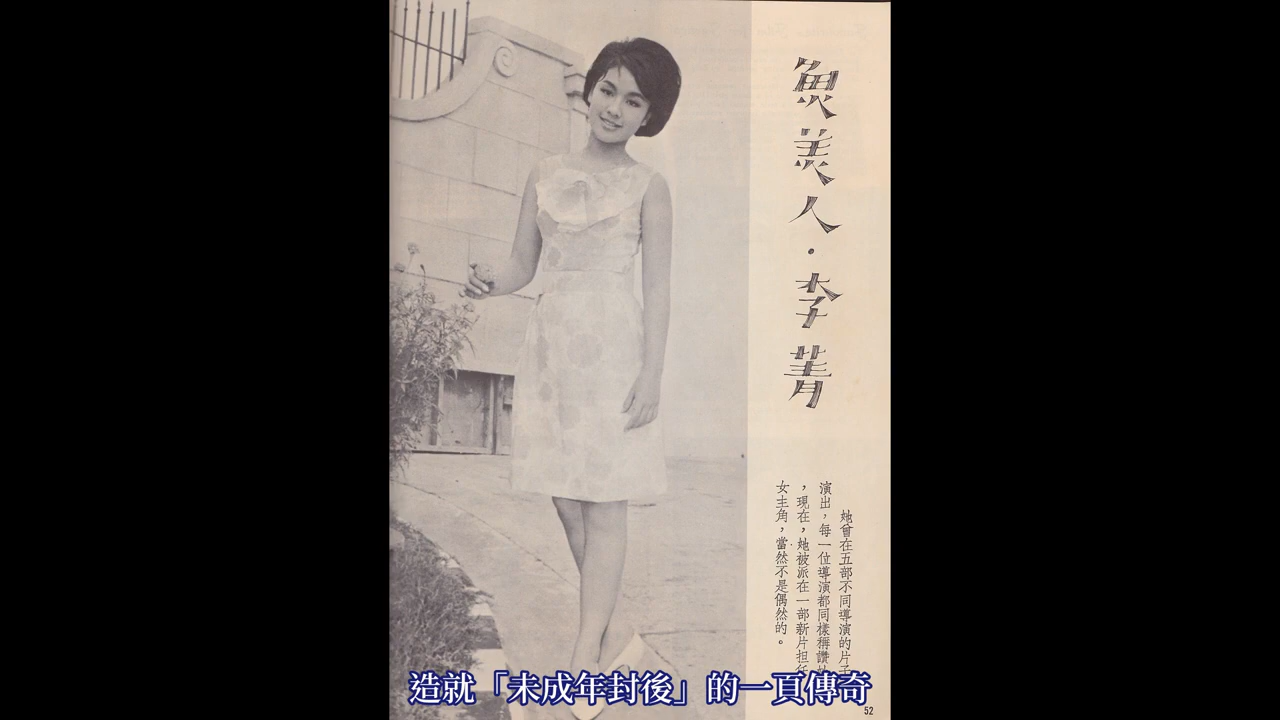 魚美人·李菁
她曾在五部不同導演的片子
演出，每一位導演都同樣稱讚她
，現在，她被派在一部新片担任
女主角，當然不是偶然的。
造就「未成年封後」的一頁傳奇
52